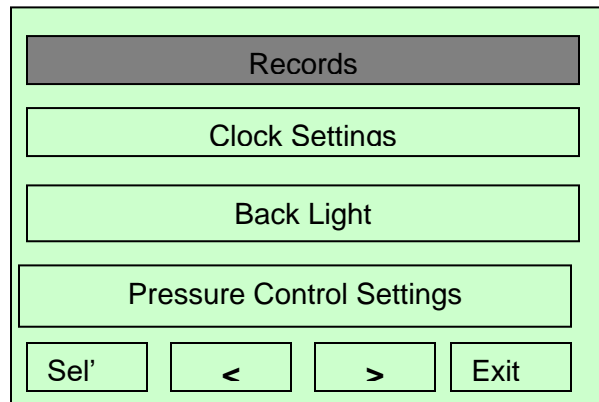 Records
Clock Settings
Back Light
Pressure Control Settings
Sel' < > Exit